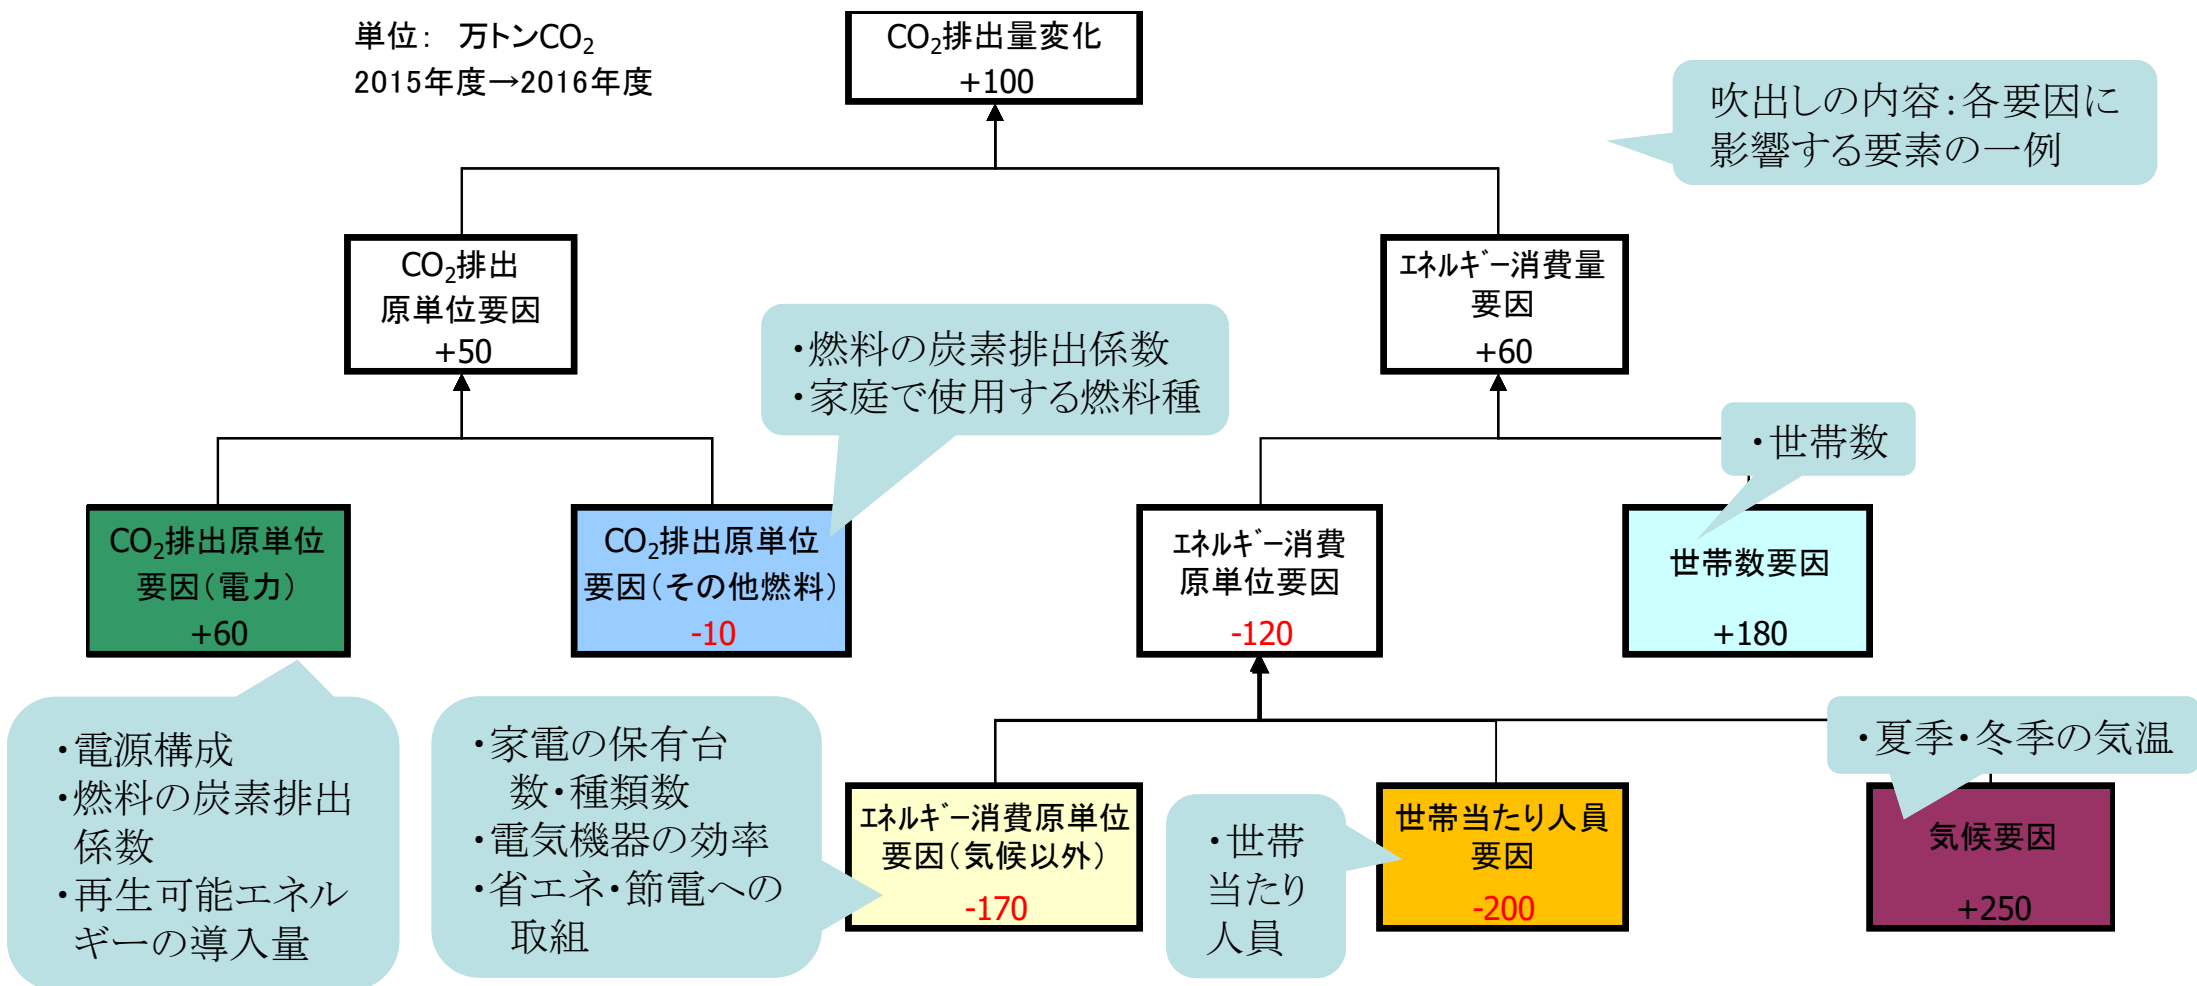 単位： 万トンCO₂
2015年度→2016年度
CO₂排出量変化
+100
吹出しの内容：各要因に
影響する要素の一例
CO₂排出
原単位要因
+50
ｴﾈﾙｷﾞｰ消費量
要因
+60
・燃料の炭素排出係数
・家庭で使用する燃料種
・世帯数
CO₂排出原単位
要因（電力）
+60
CO₂排出原単位
要因（その他燃料）
-10
ｴﾈﾙｷﾞｰ消費
原単位要因
-120
世帯数要因
+180
・電源構成
・燃料の炭素排出
係数
・再生可能エネル
ギーの導入量
・家電の保有台
数・種類数
・電気機器の効率
・省エネ・節電への
取組
ｴﾈﾙｷﾞｰ消費原単位
要因（気候以外）
-170
・世帯
当たり
人員
世帯当たり人員
要因
-200
・夏季・冬季の気温
気候要因
+250